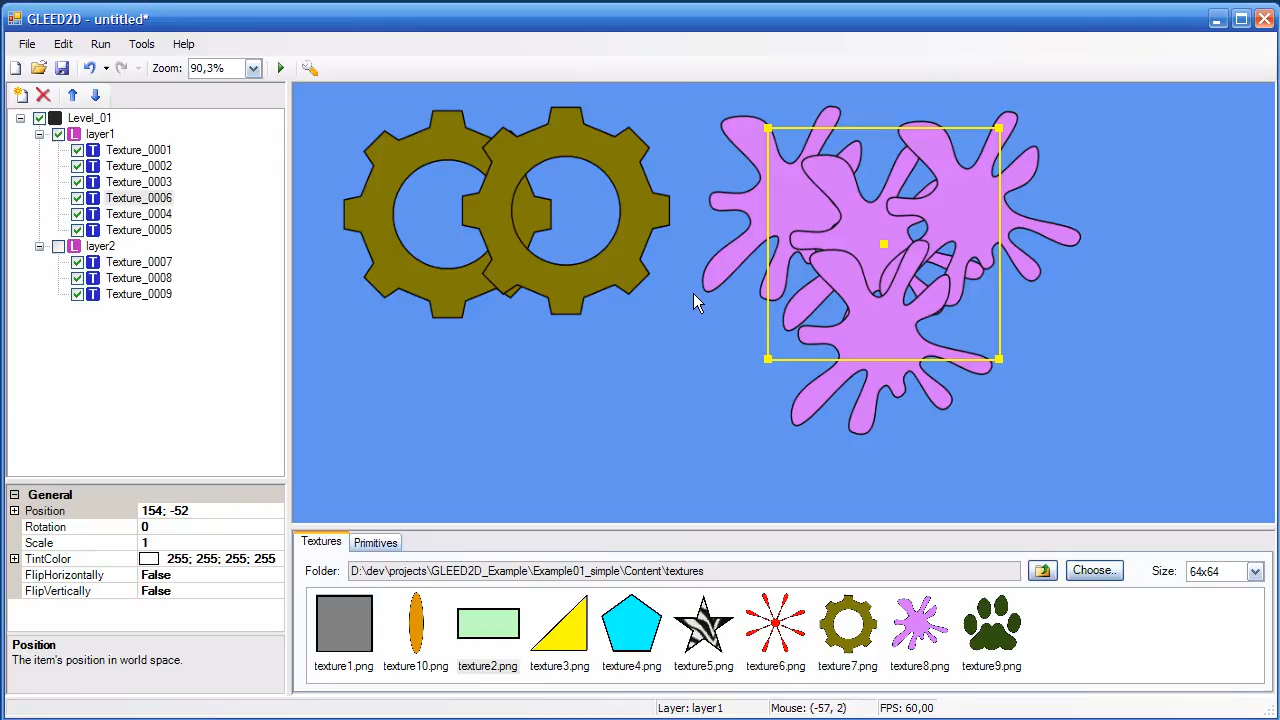 GLEED2D - untitled*
File Edit Run Tools Help
Zoom: 90,3%
Level_01
L layer1
T Texture_0001
T Texture_0002
T Texture_0003
T Texture_0006
T Texture_0004
T Texture_0005
L layer2
T Texture_0007
T Texture_0008
T Texture_0009
General
Position 154; -52
Rotation 0
Scale 1
TintColor 255; 255; 255; 255
FlipHorizontally False
FlipVertically False
Position
The item's position in world space.
Textures Primitives
Folder: D:\dev\projects\GLEED2D_Example\Example01_simple\Content\textures Choose.. Size: 64x64
texture1.png texture10.png texture2.png texture3.png texture4.png texture5.png texture6.png texture7.png texture8.png texture9.png
Layer: layer1 Mouse: (-57, 2) FPS: 60,00